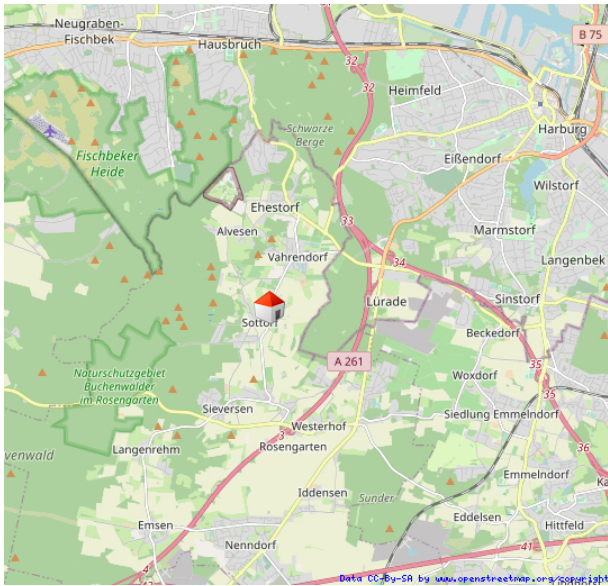 Neugraben-
Fischbek
Hausbruch
B 75
32
32
Heimfeld
Schwarze
Berge
Harburg
Fischbeker
Heide
Eißendorf
Wilstorf
Ehestorf
33
Alvesen
Marmstorf
Vahrendorf
34
Langenbek
Lürade
Sinstorf
Sottorf
Beckedorf
A 261
35
Naturschutzgebiet
Buchenwälder
im Rosengarten
Woxdorf
35
Sieversen
Siedlung Emmelndorf
3
Westerhof
36
Langenrehm
Rosengarten
Emmelndorf
Iddensen
Sunder
Eddelsen
Emsen
Hittfeld
Nenndorf
41
4
Data CC-By-SA by www.openstreetmap.org/copyright